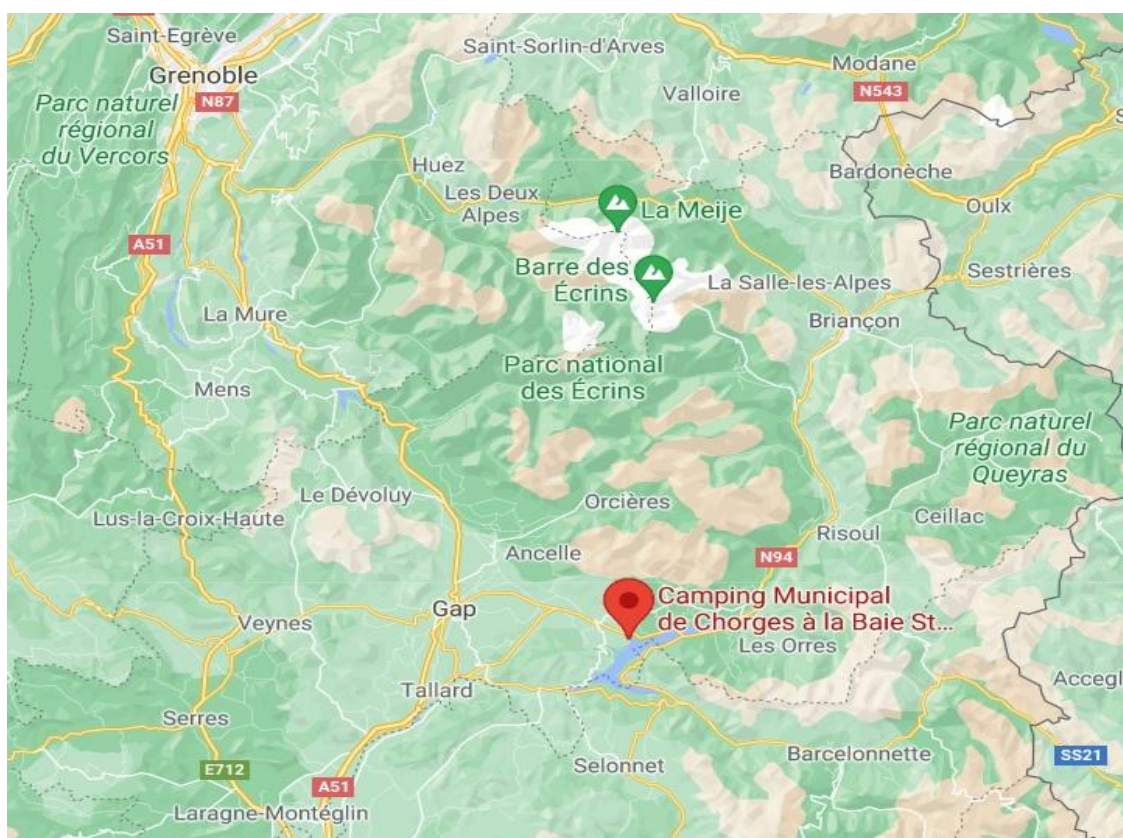 Saint-Egrève
Saint-Sorlin-d'Arves
Modane
Grenoble
N87
Valloire
N543
Parc naturel
régional
du Vercors
Huez
Bardonèche
Les Deux
Alpes
La Meije
Oulx
A51
Barre des
Écrins
La Salle-les-Alpes
Sestrières
La Mure
Briançon
Parc national
des Écrins
Mens
Parc naturel
régional du
Queyras
Le Dévoluy
Orcières
Lus-la-Croix-Haute
Ceillac
Risoul
Ancelle
N94
Camping Municipal
de Chorges à la Baie St...
Gap
Veynes
Les Orres
Tallard
Accegl
Serres
Barcelonnette
SS21
E712
Selonnet
A51
Laragne-Montéglin